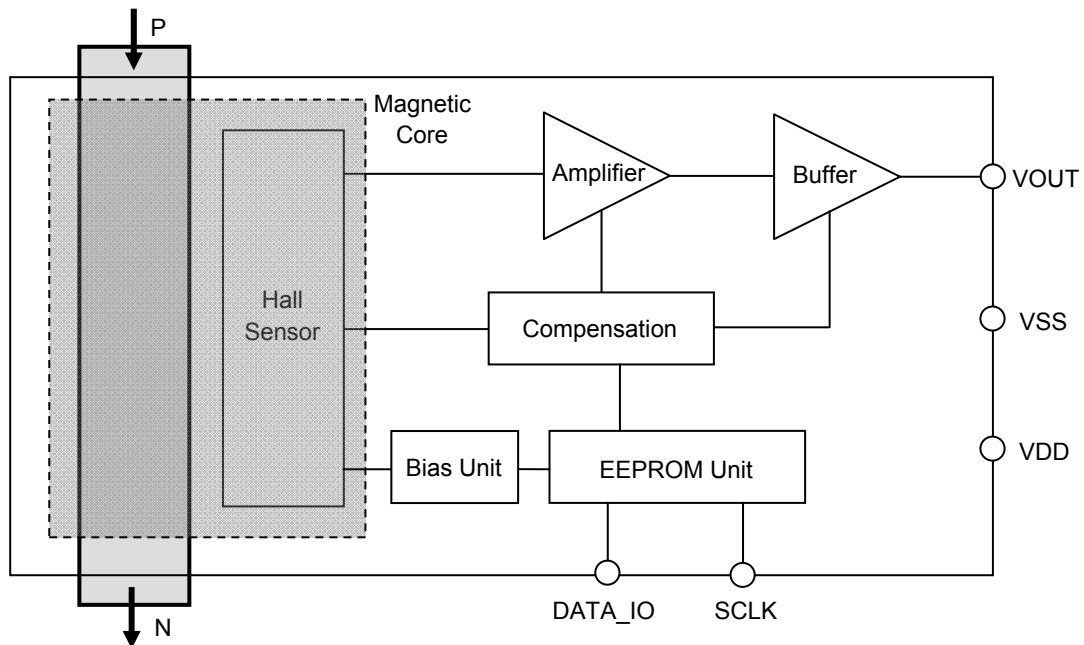 P
Magnetic
Core
Amplifier
Buffer
VOUT
Hall
Sensor
Compensation
VSS
Bias Unit
EEPROM Unit
VDD
DATA_IO
SCLK
N